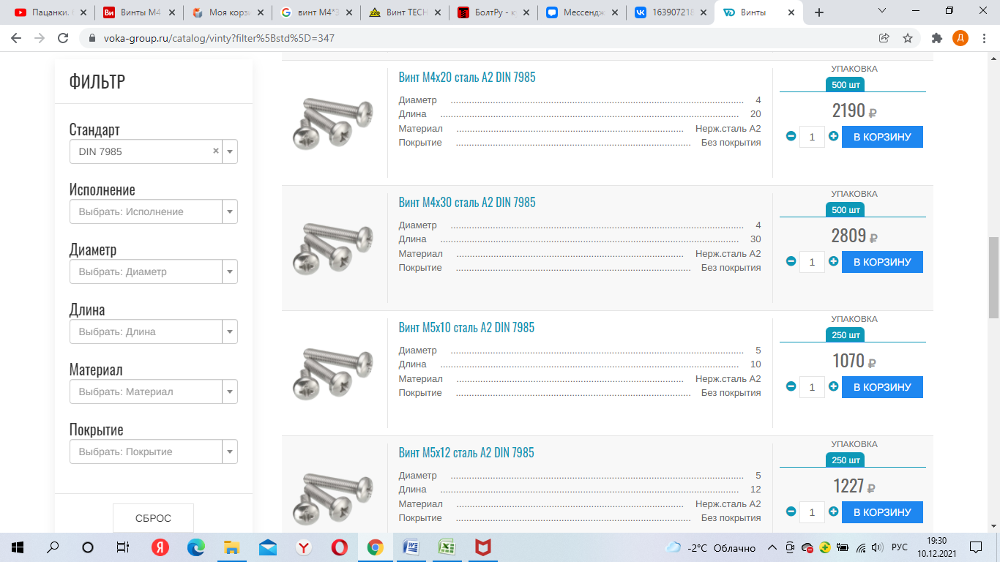 Пацанки.
Винты М4
Моя корзи
винт М4*3
Винт TECH
БолтРу - к
Мессендж
163907218
Винты
voka-group.ru/catalog/vinty?filter%5Bstd%5D=347
Д
ФИЛЬТР
Стандарт
DIN 7985
Исполнение
Выбрать: Исполнение
Диаметр
Выбрать: Диаметр
Длина
Выбрать: Длина
Материал
Выбрать: Материал
Покрытие
Выбрать: Покрытие
СБРОС
Винт М4х20 сталь А2 DIN 7985
Диаметр 4
Длина 20
Материал Нерж.сталь А2
Покрытие Без покрытия
УПАКОВКА
500 шт
2190 ₽
1 В КОРЗИНУ
Винт М4х30 сталь А2 DIN 7985
Диаметр 4
Длина 30
Материал Нерж.сталь А2
Покрытие Без покрытия
УПАКОВКА
500 шт
2809 ₽
1 В КОРЗИНУ
Винт М5х10 сталь А2 DIN 7985
Диаметр 5
Длина 10
Материал Нерж.сталь А2
Покрытие Без покрытия
УПАКОВКА
250 шт
1070 ₽
1 В КОРЗИНУ
Винт М5х12 сталь А2 DIN 7985
Диаметр 5
Длина 12
Материал Нерж.сталь А2
Покрытие Без покрытия
УПАКОВКА
250 шт
1227 ₽
1 В КОРЗИНУ
-2°C Облачно
РУС
19:30
10.12.2021